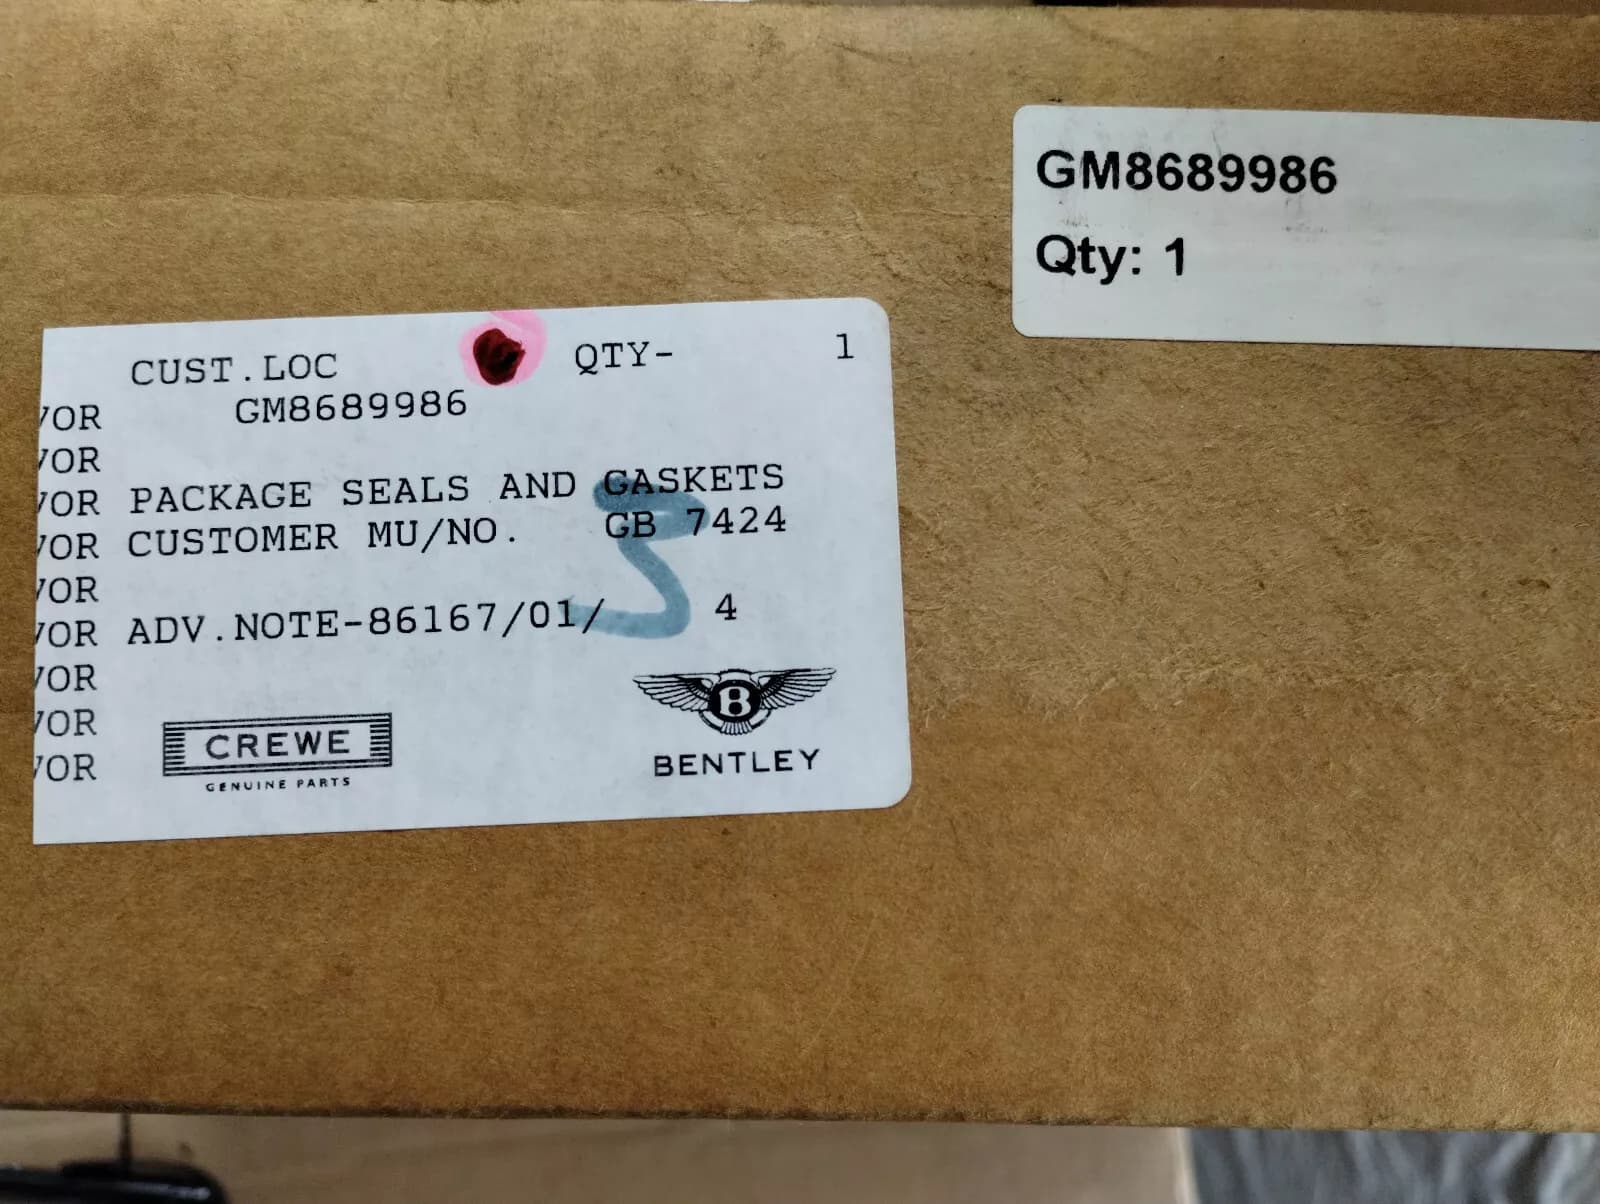 GM8689986
Qty: 1
CUST.LOC QTY- 1
VOR GM8689986
VOR
VOR PACKAGE SEALS AND GASKETS
VOR CUSTOMER MU/NO. GB 7424
VOR
VOR ADV.NOTE-86167/01/ 4
VOR
VOR
VOR
CREWE
GENUINE PARTS
B
BENTLEY